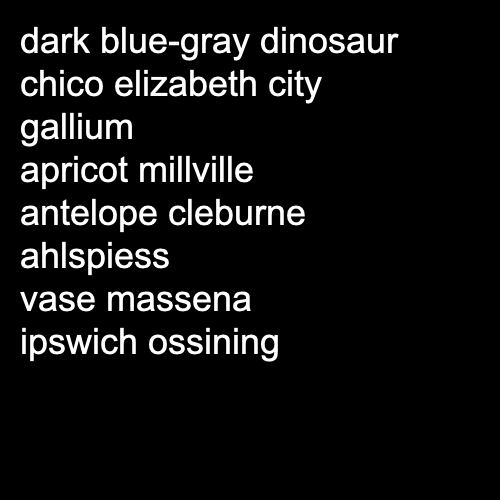 dark blue-gray dinosaur
chico elizabeth city
gallium
apricot millville
antelope cleburne
ahlspiess
vase massena
ipswich ossining